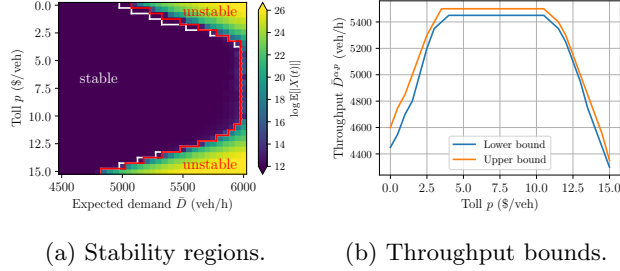 0.0
2.5
5.0
7.5
10.0
12.5
15.0
Toll p ($/veh)
unstable
stable
unstable
4500
5000
5500
6000
Expected demand D̄ (veh/h)
26
24
22
20
18
16
14
12
log E[||X(t)||]
5400
5200
5000
4800
4600
4400
Throughput D̄^{α,p} (veh/h)
Lower bound
Upper bound
0.0
2.5
5.0
7.5
10.0
12.5
15.0
Toll p ($/veh)
(a) Stability regions.
(b) Throughput bounds.